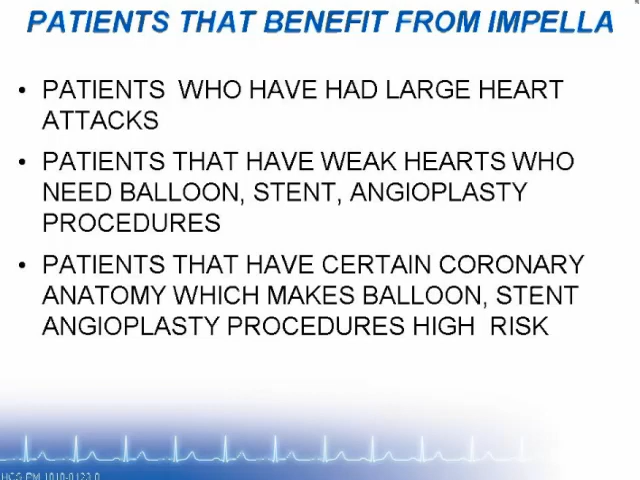 PATIENTS THAT BENEFIT FROM IMPELLA
• PATIENTS WHO HAVE HAD LARGE HEART
ATTACKS
• PATIENTS THAT HAVE WEAK HEARTS WHO
NEED BALLOON, STENT, ANGIOPLASTY
PROCEDURES
• PATIENTS THAT HAVE CERTAIN CORONARY
ANATOMY WHICH MAKES BALLOON, STENT
ANGIOPLASTY PROCEDURES HIGH RISK